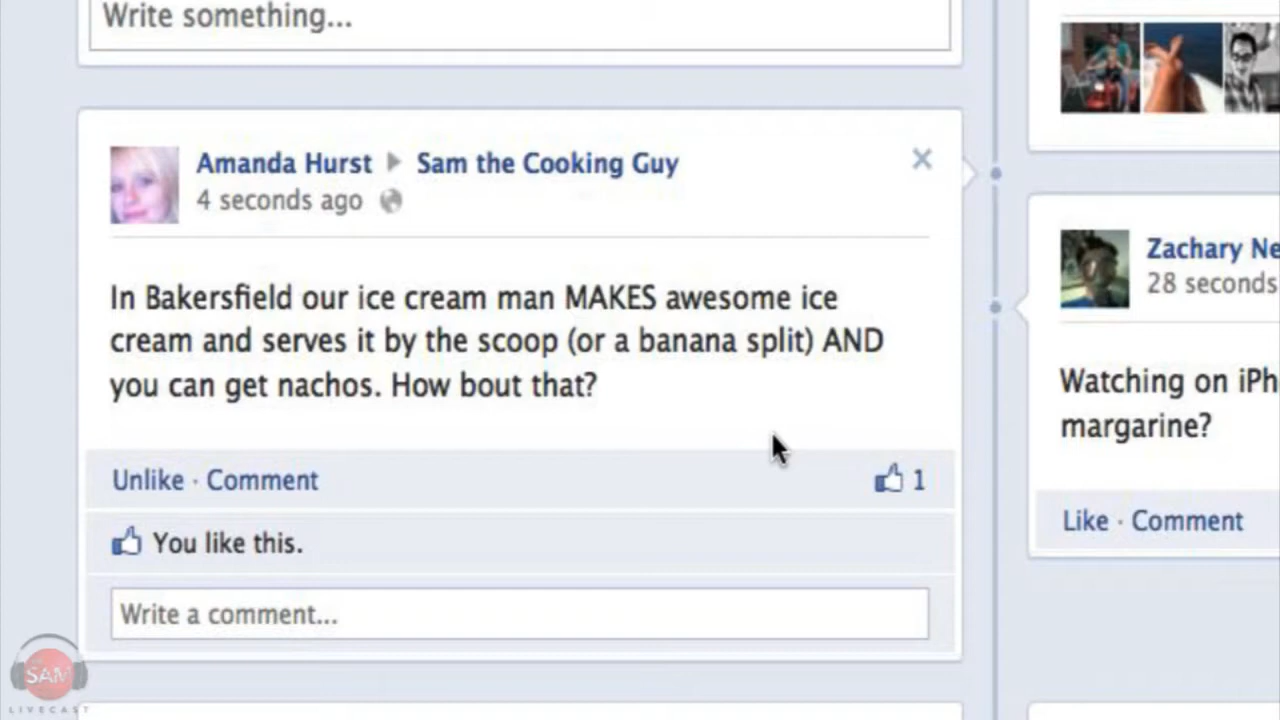 Write something...
Amanda Hurst Sam the Cooking Guy
4 seconds ago
In Bakersfield our ice cream man MAKES awesome ice
cream and serves it by the scoop (or a banana split) AND
you can get nachos. How bout that?
Unlike · Comment
1
You like this.
Write a comment...
Zachary Ne
28 seconds
Watching on iPh
margarine?
Like · Comment
SAM
LIVECAST